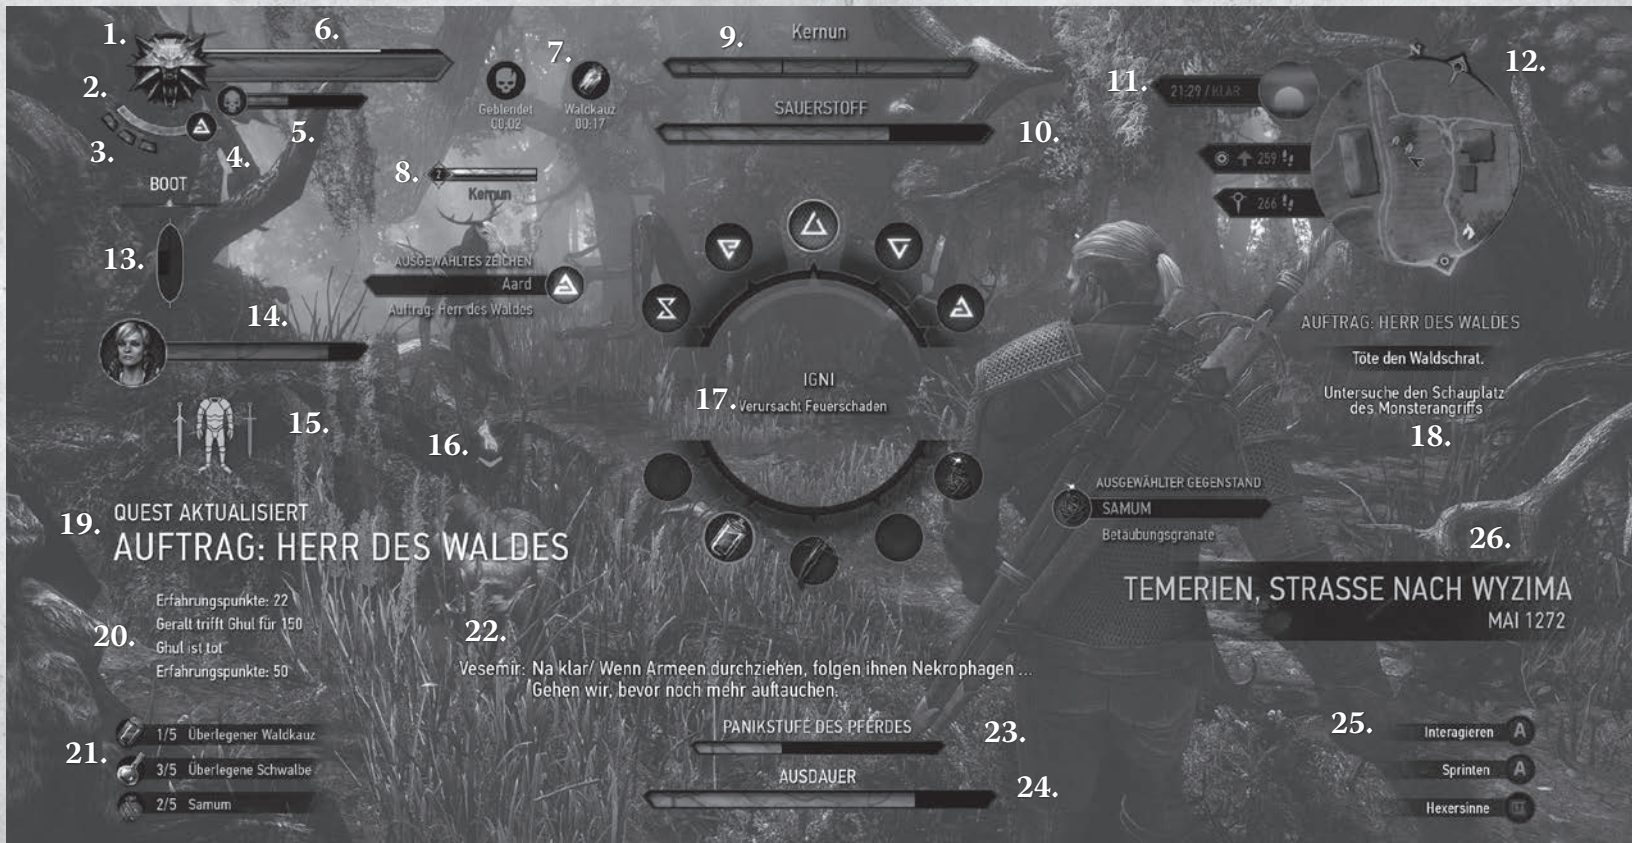 1.
6.
7.
9.
Kernun
N
12.
2.
Geblendet
00:02
Waldkauz
00:17
11.
21:29 / KLAR
SAUERSTOFF
3.
4.
5.
10.
259
8.
Z
Kernun
BOOT
266
13.
AUSGEWÄHLTES ZEICHEN
Aard
Auftrag: Herr des Waldes
14.
AUFTRAG: HERR DES WALDES
Töte den Waldschrat.
Untersuche den Schauplatz
des Monsterangriffs
18.
IGNI
17.
Verursacht Feuerschaden
15.
16.
AUSGEWÄHLTER GEGENSTAND
SAMUM
Betäubungsgranate
19.
QUEST AKTUALISIERT
AUFTRAG: HERR DES WALDES
26.
TEMERIEN, STRASSE NACH WYZIMA
MAI 1272
20.
Erfahrungspunkte: 22
Geralt trifft Ghul für 150
Ghul ist tot
Erfahrungspunkte: 50
22.
Vesemir: Na klar/ Wenn Armeen durchziehen, folgen ihnen Nekrophagen ...
Gehen wir, bevor noch mehr auftauchen.
21.
1/5 Überlegener Waldkauz
3/5 Überlegene Schwalbe
2/5 Samum
PANIKSTUFE DES PFERDES
23.
AUSDAUER
24.
25.
Interagieren A
Sprinten A
Hexersinne